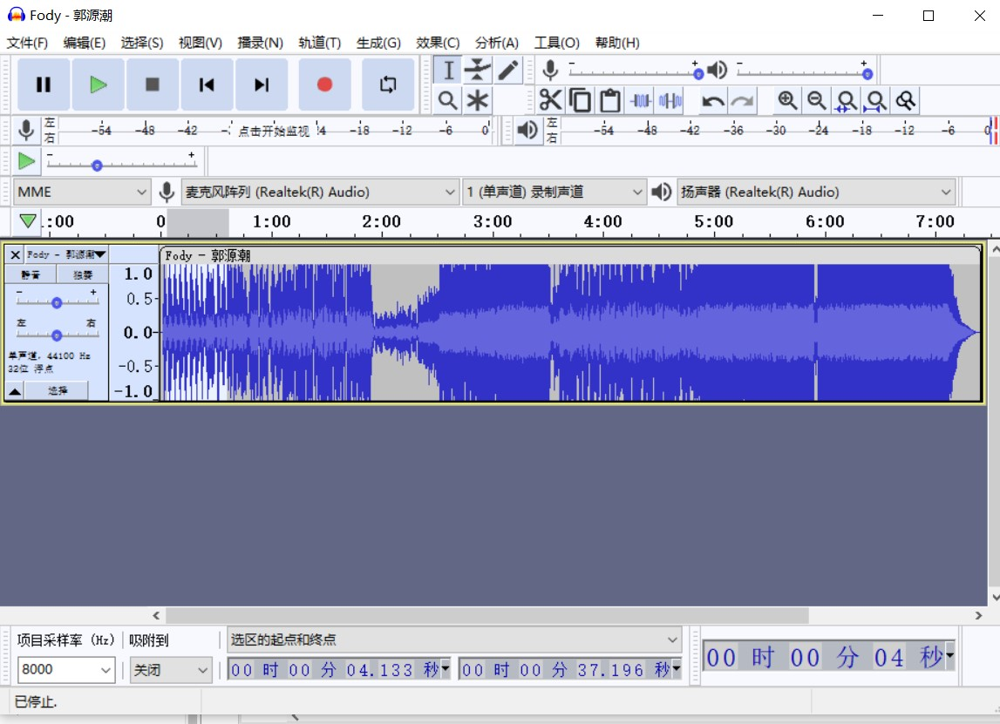 Fody - 郭源潮
文件(F) 编辑(E) 选择(S) 视图(V) 播录(N) 轨道(T) 生成(G) 效果(C) 分析(A) 工具(O) 帮助(H)
左 -54 -48 -42 点击开始监视 -18 -12 -6 0 左 -54 -48 -42 -36 -30 -24 -18 -12 -6 0
右 右
MME 麦克风阵列 (Realtek(R) Audio) 1 (单声道) 录制声道 扬声器 (Realtek(R) Audio)
:00 0 1:00 2:00 3:00 4:00 5:00 6:00 7:00
Fody - 郭源潮 Fody - 郭源潮
静音 独奏 1.0
0.5
左 右 0.0
单声道, 44100 Hz
32位 浮点 -0.5
选择 -1.0
项目采样率 (Hz) 吸附到 选区的起点和终点
8000 关闭 00 时 00 分 04.133 秒 00 时 00 分 37.196 秒 00 时 00 分 04 秒
已停止.